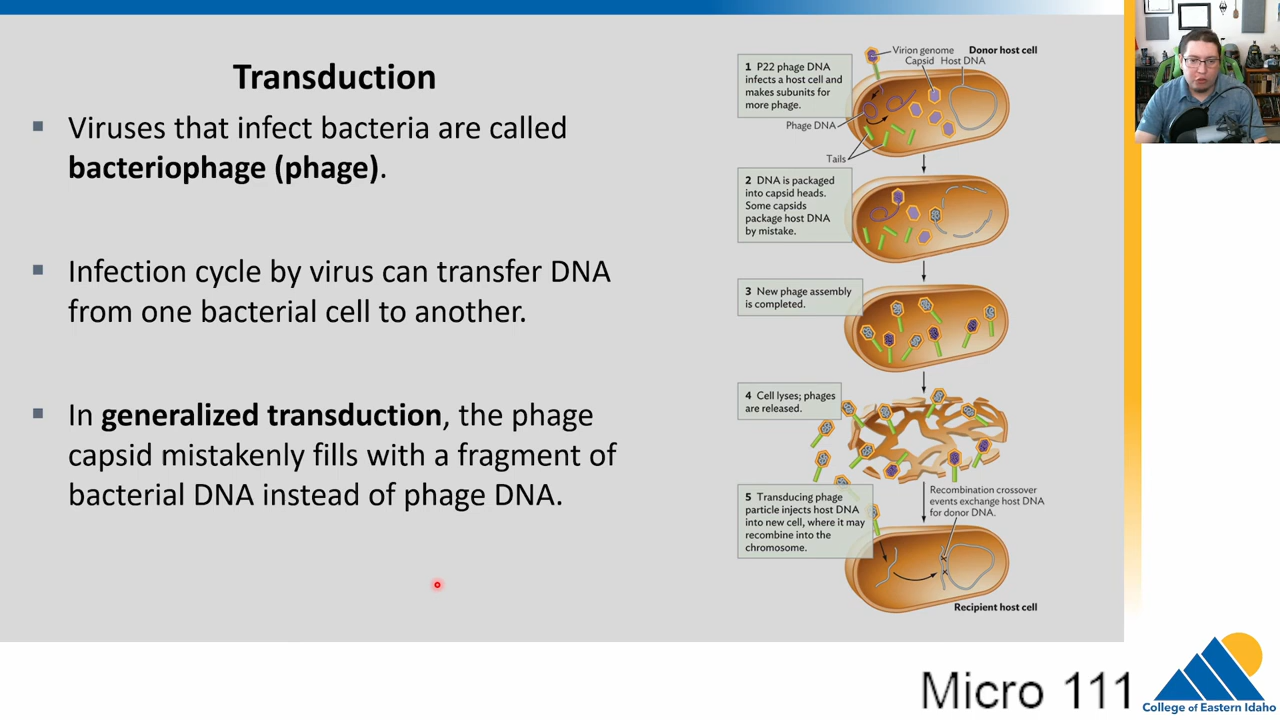 Transduction
▪ Viruses that infect bacteria are called
bacteriophage (phage).
▪ Infection cycle by virus can transfer DNA
from one bacterial cell to another.
▪ In generalized transduction, the phage
capsid mistakenly fills with a fragment of
bacterial DNA instead of phage DNA.
1 P22 phage DNA
infects a host cell and
makes subunits for
more phage.
Virion genome
Donor host cell
Capsid
Host DNA
Phage DNA
Tails
2 DNA is packaged
into capsid heads.
Some capsids
package host DNA
by mistake.
3 New phage assembly
is completed.
4 Cell lyses; phages
are released.
5 Transducing phage
particle injects host DNA
into new cell, where it may
recombine into the
chromosome.
Recombination crossover
events exchange host DNA
for donor DNA.
Recipient host cell
Micro 111
College of Eastern Idaho